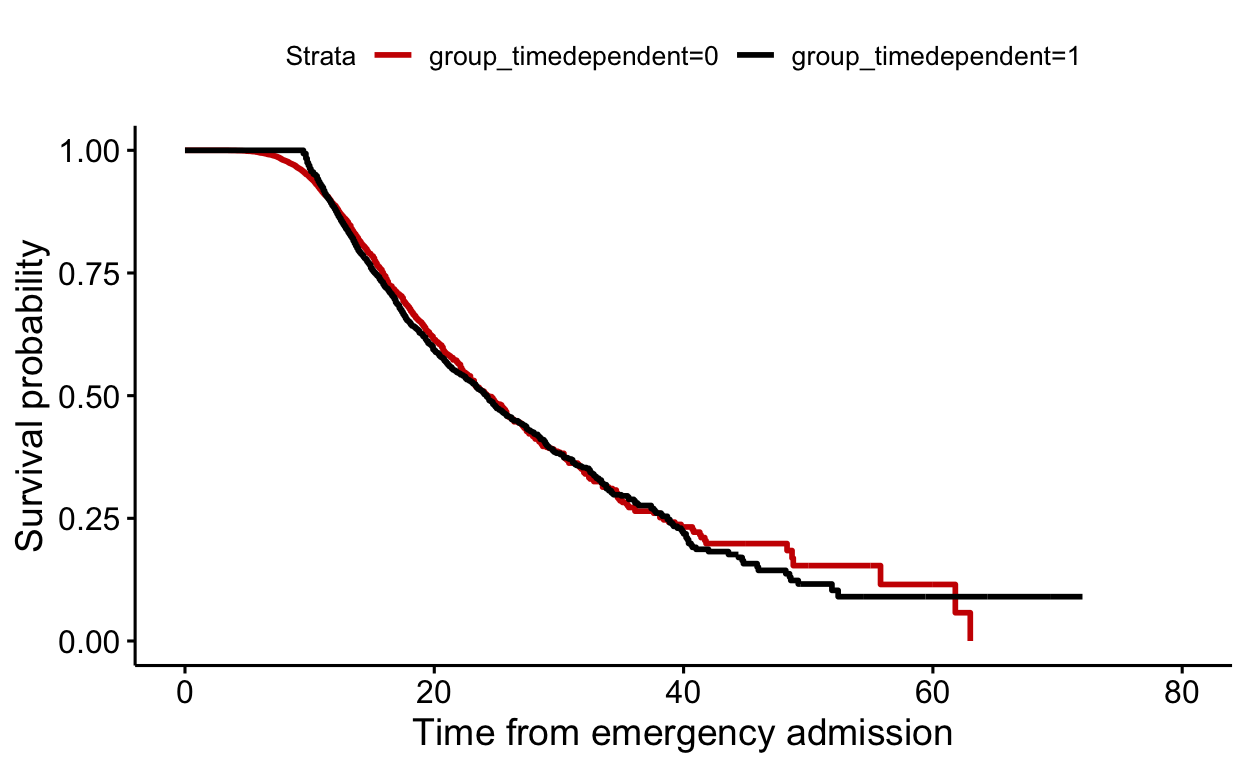 Strata group_timedependent=0 group_timedependent=1
1.00
0.75
0.50
0.25
0.00
Survival probability
0 20 40 60 80
Time from emergency admission